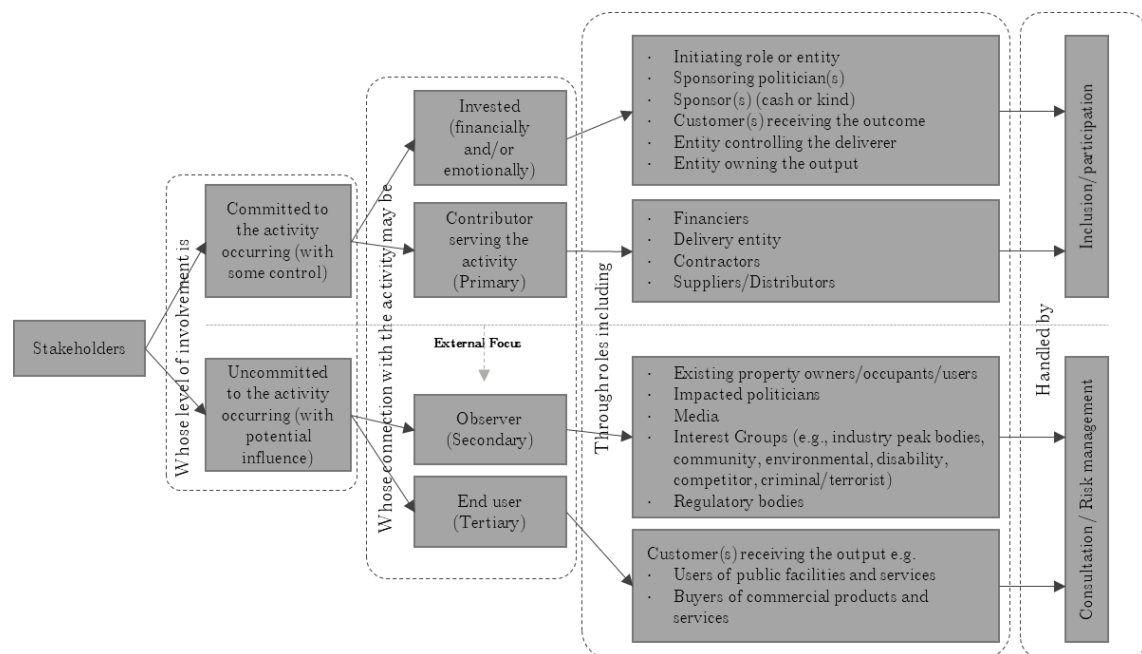 Stakeholders
Whose level of involvement is
Committed to
the activity
occurring (with
some control)
Uncommitted to
the activity
occurring (with
potential
influence)
Whose connection with the activity may be
Invested
(financially
and/or
emotionally)
Contributor
serving the
activity
(Primary)
External Focus
Observer
(Secondary)
End user
(Tertiary)
Through roles including
· Initiating role or entity
· Sponsoring politician(s)
· Sponsor(s) (cash or kind)
· Customer(s) receiving the outcome
· Entity controlling the deliverer
· Entity owning the output
· Financiers
· Delivery entity
· Contractors
· Suppliers/Distributors
· Existing property owners/occupants/users
· Impacted politicians
· Media
· Interest Groups (e.g., industry peak bodies,
community, environmental, disability,
competitor, criminal/terrorist)
· Regulatory bodies
Customer(s) receiving the output e.g.
· Users of public facilities and services
· Buyers of commercial products and
services
Handled by
Inclusion/participation
Consultation / Risk management